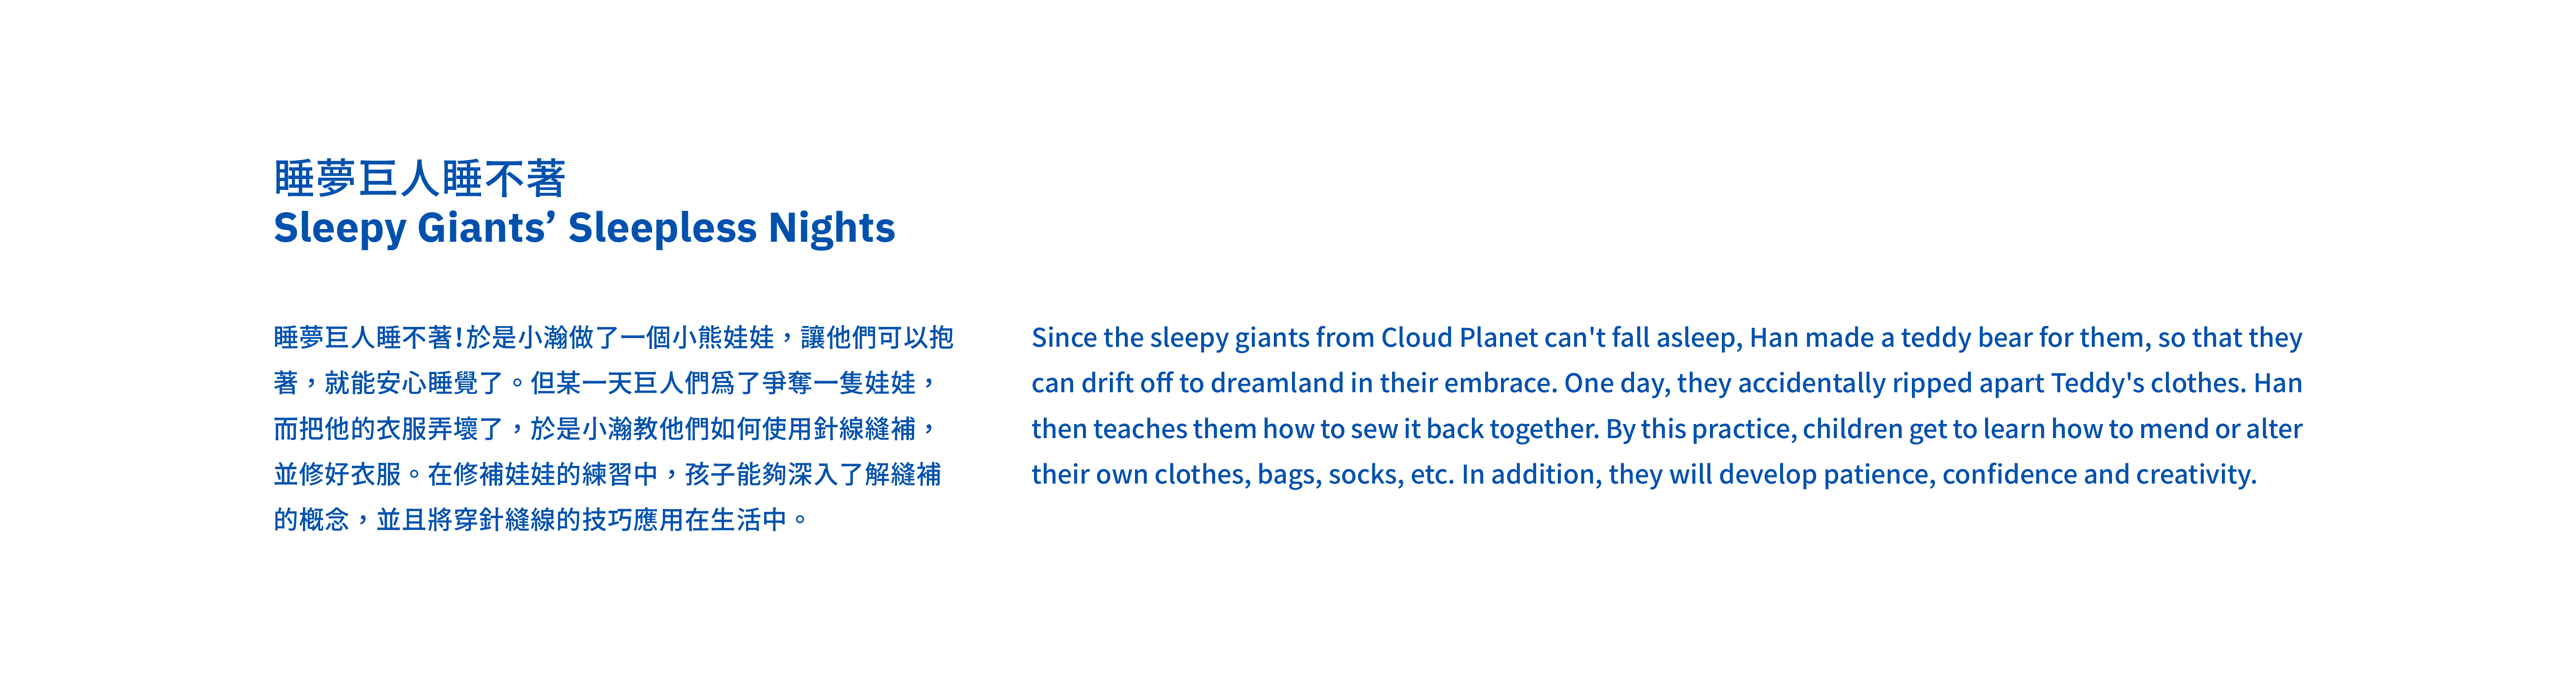 睡夢巨人睡不著
Sleepy Giants’ Sleepless Nights
睡夢巨人睡不著!於是小瀚做了一個小熊娃娃，讓他們可以抱
著，就能安心睡覺了。但某一天巨人們爲了爭奪一隻娃娃，
而把他的衣服弄壞了，於是小瀚教他們如何使用針線縫補，
並修好衣服。在修補娃娃的練習中，孩子能夠深入了解縫補
的概念，並且將穿針縫線的技巧應用在生活中。
Since the sleepy giants from Cloud Planet can't fall asleep, Han made a teddy bear for them, so that they
can drift off to dreamland in their embrace. One day, they accidentally ripped apart Teddy's clothes. Han
then teaches them how to sew it back together. By this practice, children get to learn how to mend or alter
their own clothes, bags, socks, etc. In addition, they will develop patience, confidence and creativity.